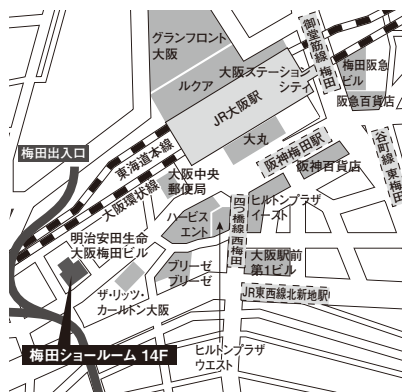 グランフロント
大阪
御堂筋線 梅田
大阪ステーション
シティ
ルクア
梅田阪急
ビル
阪急百貨店
JR大阪駅
大丸
谷町線 東梅田
阪神梅田駅
阪神百貨店
梅田出入口
東海道本線
大阪環状線
大阪中央
郵便局
四つ橋線 西梅田
ヒルトンプラザ
イースト
ハービス
エント
明治安田生命
大阪梅田ビル
ブリーゼ
ブリーゼ
大阪駅前
第1ビル
ザ・リッツ・
カールトン大阪
JR東西線北新地駅
梅田ショールーム 14F
ヒルトンプラザ
ウエスト